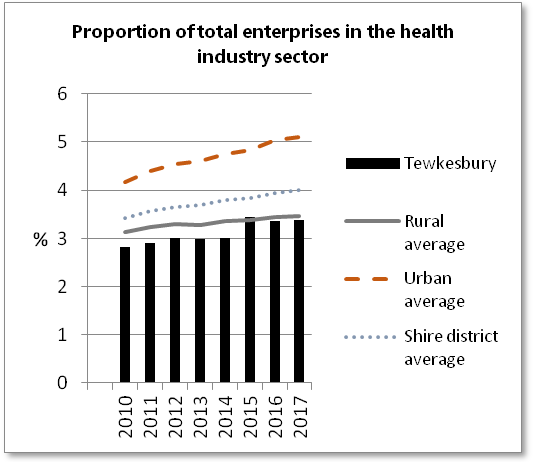 Proportion of total enterprises in the health
industry sector
6
5
4
3
2
1
0
%
2010
2011
2012
2013
2014
2015
2016
2017
Tewkesbury
Rural
average
Urban
average
Shire district
average